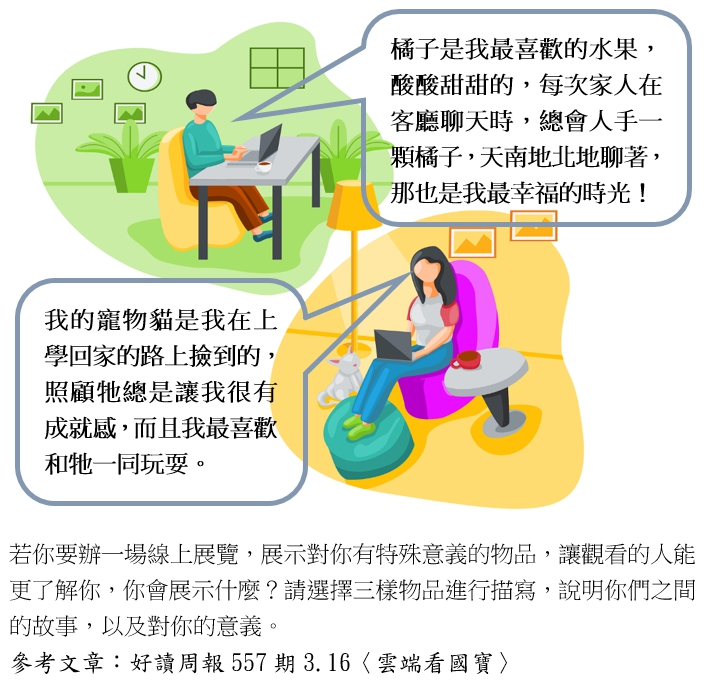 橘子是我最喜歡的水果，
酸酸甜甜的，每次家人在
客廳聊天時，總會人手一
顆橘子，天南地北地聊著，
那也是我最幸福的時光！
我的寵物貓是我在上
學回家的路上撿到的，
照顧牠總是讓我很有
成就感，而且我最喜歡
和牠一同玩耍。
若你要辦一場線上展覽，展示對你有特殊意義的物品，讓觀看的人能
更了解你，你會展示什麼？請選擇三樣物品進行描寫，說明你們之間
的故事，以及對你的意義。
參考文章：好讀周報 557 期 3.16〈雲端看國寶〉